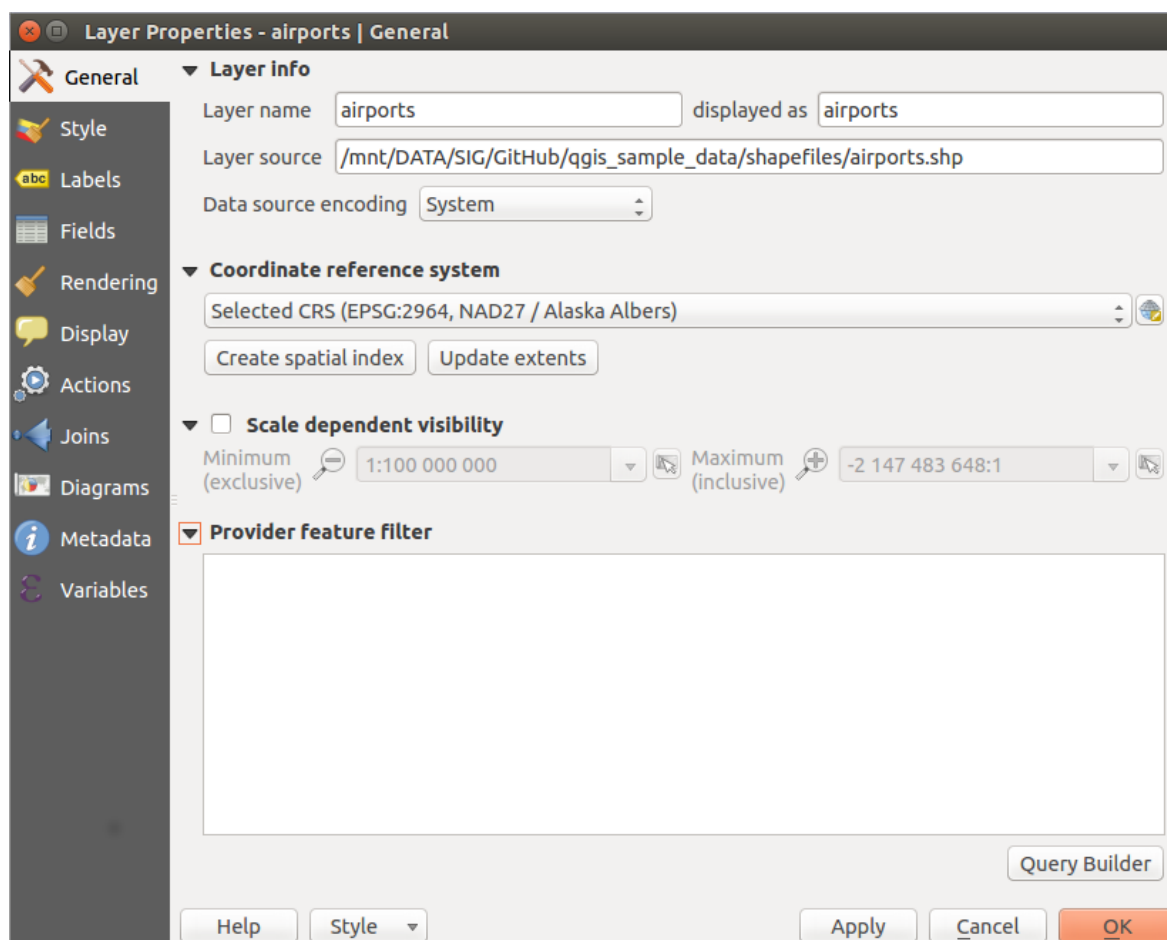 Layer Properties - airports | General
General
Style
Labels
Fields
Rendering
Display
Actions
Joins
Diagrams
Metadata
Variables
abc
Layer info
Layer name airports displayed as airports
Layer source /mnt/DATA/SIG/GitHub/qgis_sample_data/shapefiles/airports.shp
Data source encoding System
Coordinate reference system
Selected CRS (EPSG:2964, NAD27 / Alaska Albers)
Create spatial index Update extents
Scale dependent visibility
Minimum (exclusive) 1:100 000 000 Maximum (inclusive) -2 147 483 648:1
Provider feature filter
Query Builder
Help Style Apply Cancel OK